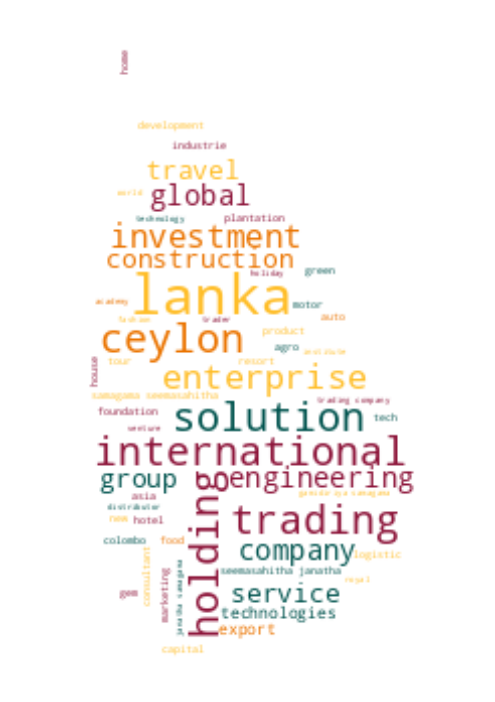 home
development
industrie
travel
world
global
technology
plantation
investment
construction
holiday
green
academy
lanka
motor
fashion
trader
auto
ceylon
product
agro
institute
house
tour
resort
enterprise
samagama seemasahitha
trading company
foundation
solution
tech
venture
international
group
engineering
asia
distributor
new
hotel
holding
trading
colombo
food
company
logistic
consultant
seemasahitha janatha
royal
gem
marketing
janatha samagama
service
technologies
export
capital